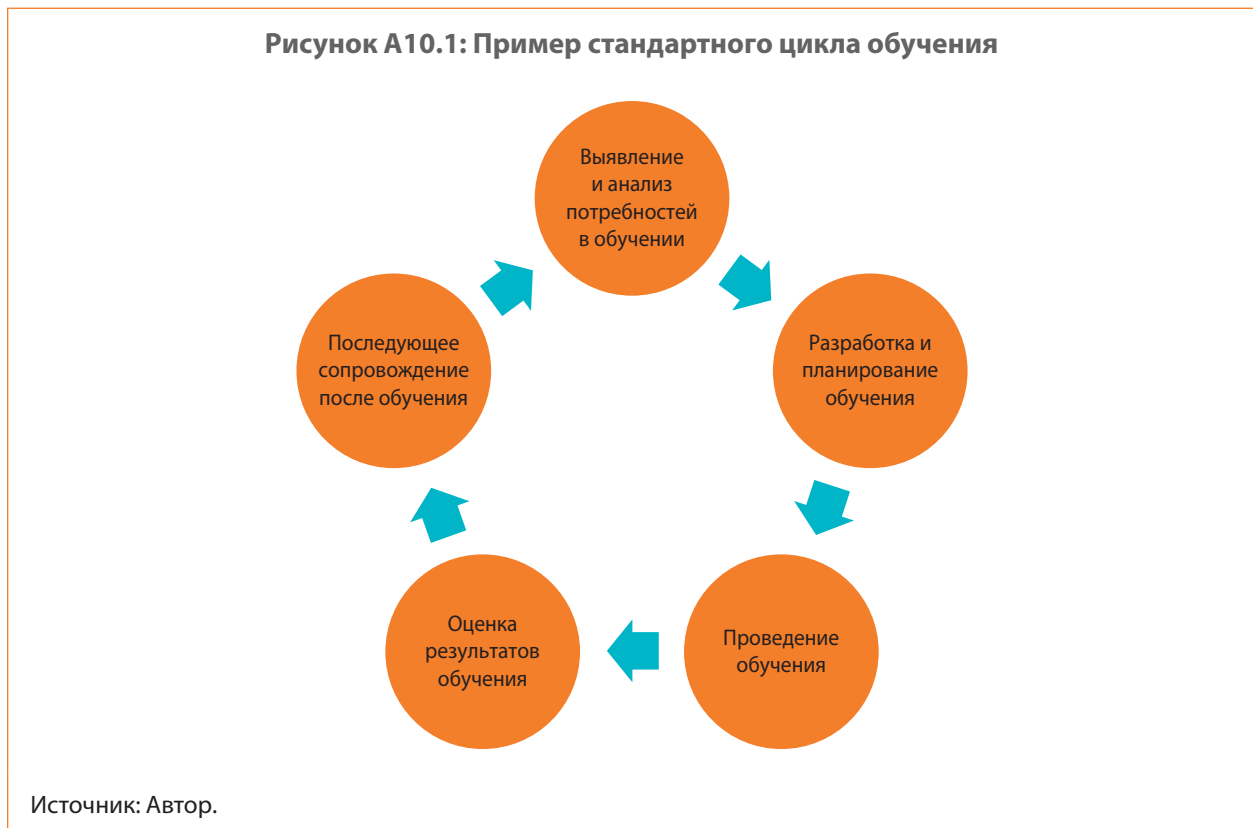 Рисунок A10.1: Пример стандартного цикла обучения
Выявление
и анализ
потребностей
в обучении
Разработка и
планирование
обучения
Проведение
обучения
Оценка
результатов
обучения
Последующее
сопровождение
после обучения
Источник: Автор.